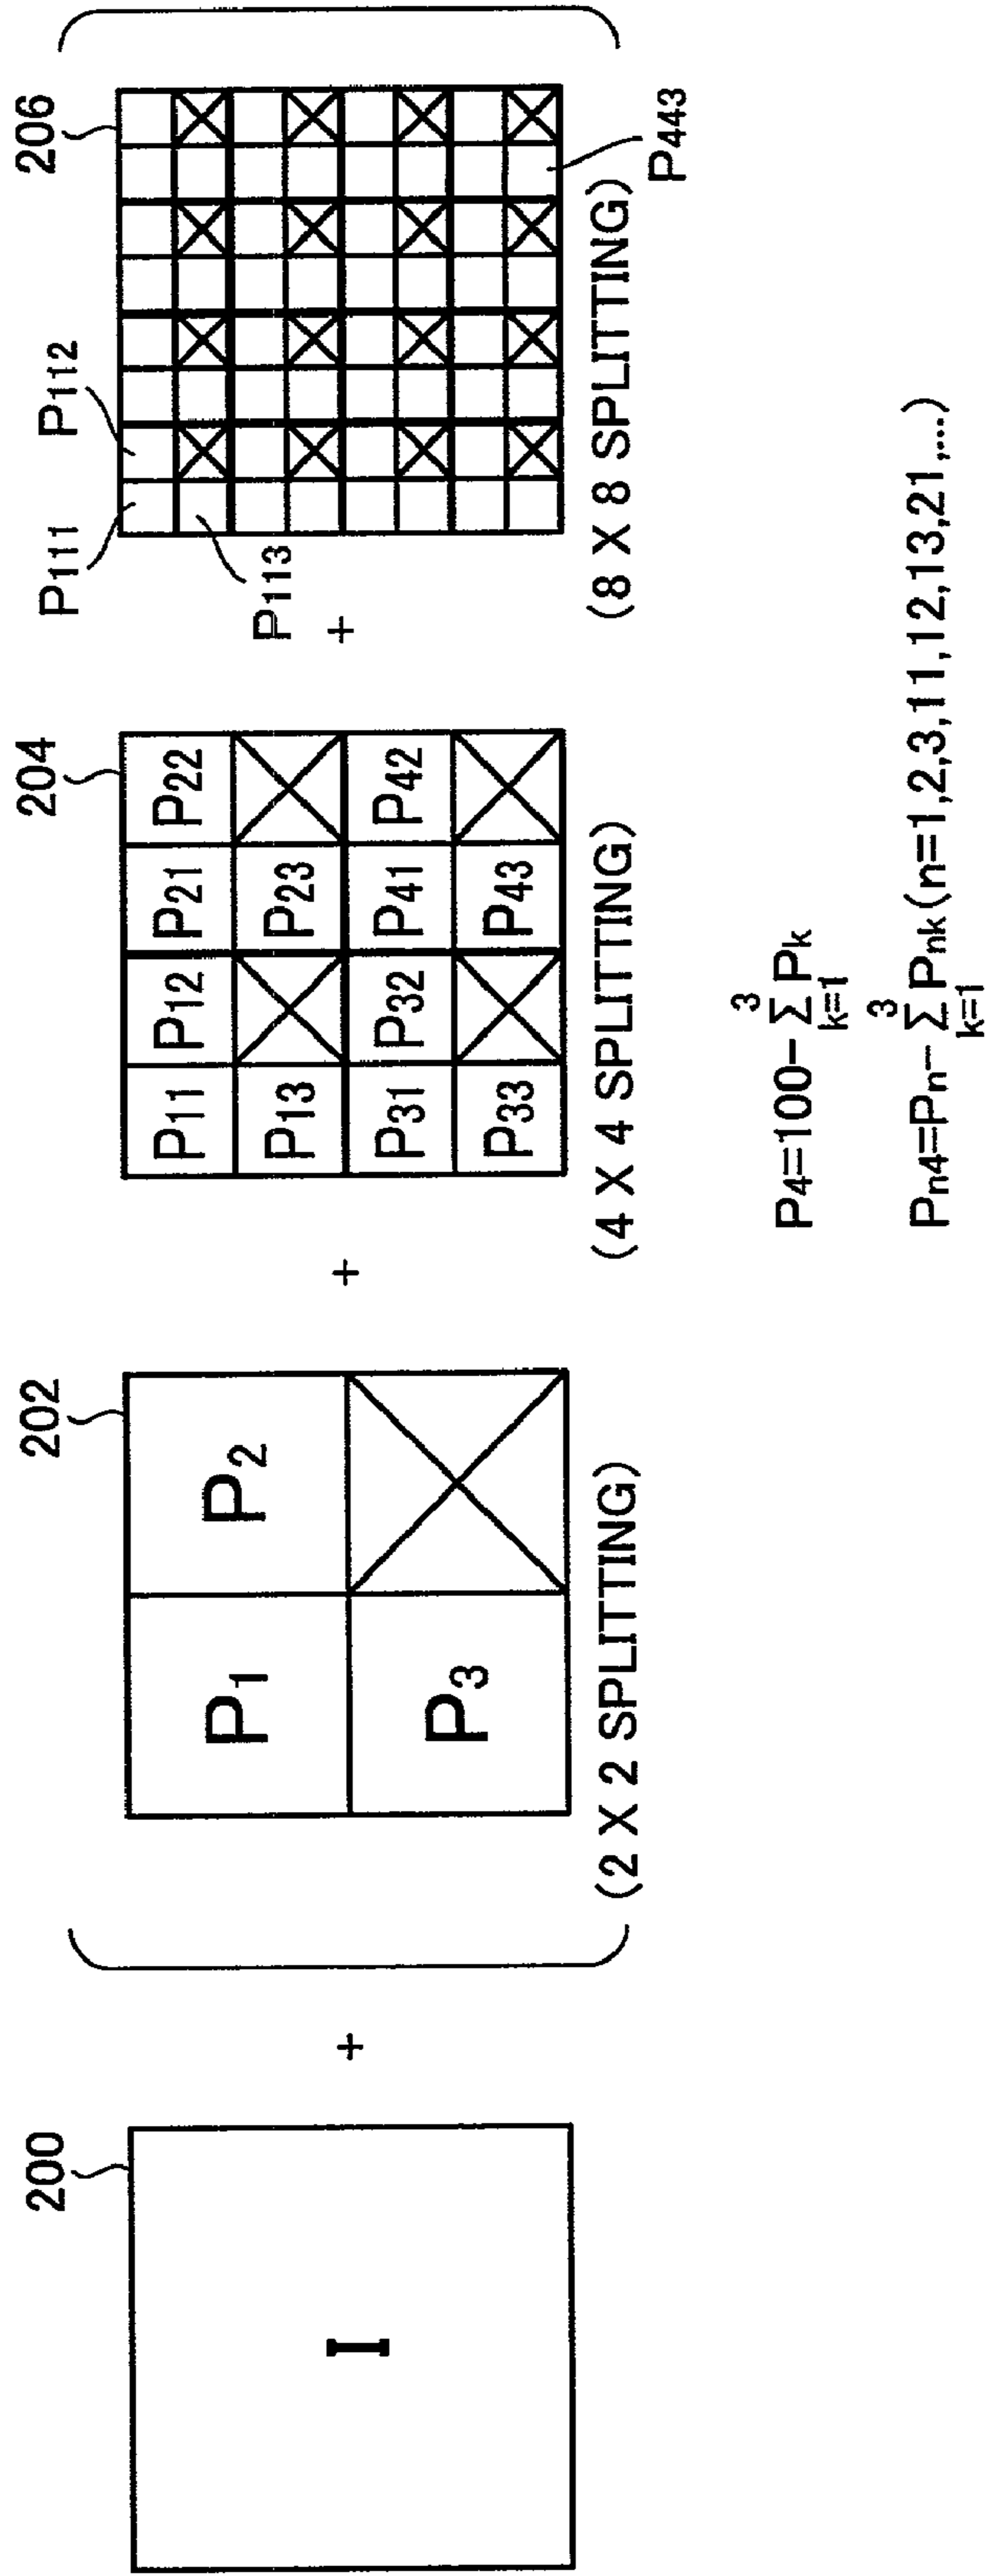 200
I
+
202
P1 P2
P3
(2 X 2 SPLITTING)
+
204
P11 P12 P21 P22
P13 P23
P31 P32 P41 P42
P33 P43
(4 X 4 SPLITTING)
+
206
P111 P112
P113
P443
(8 X 8 SPLITTING)
P4=100-3Σk=1 Pk
Pn4=Pn-3Σk=1 Pnk(n=1,2,3,11,12,13,21,...)